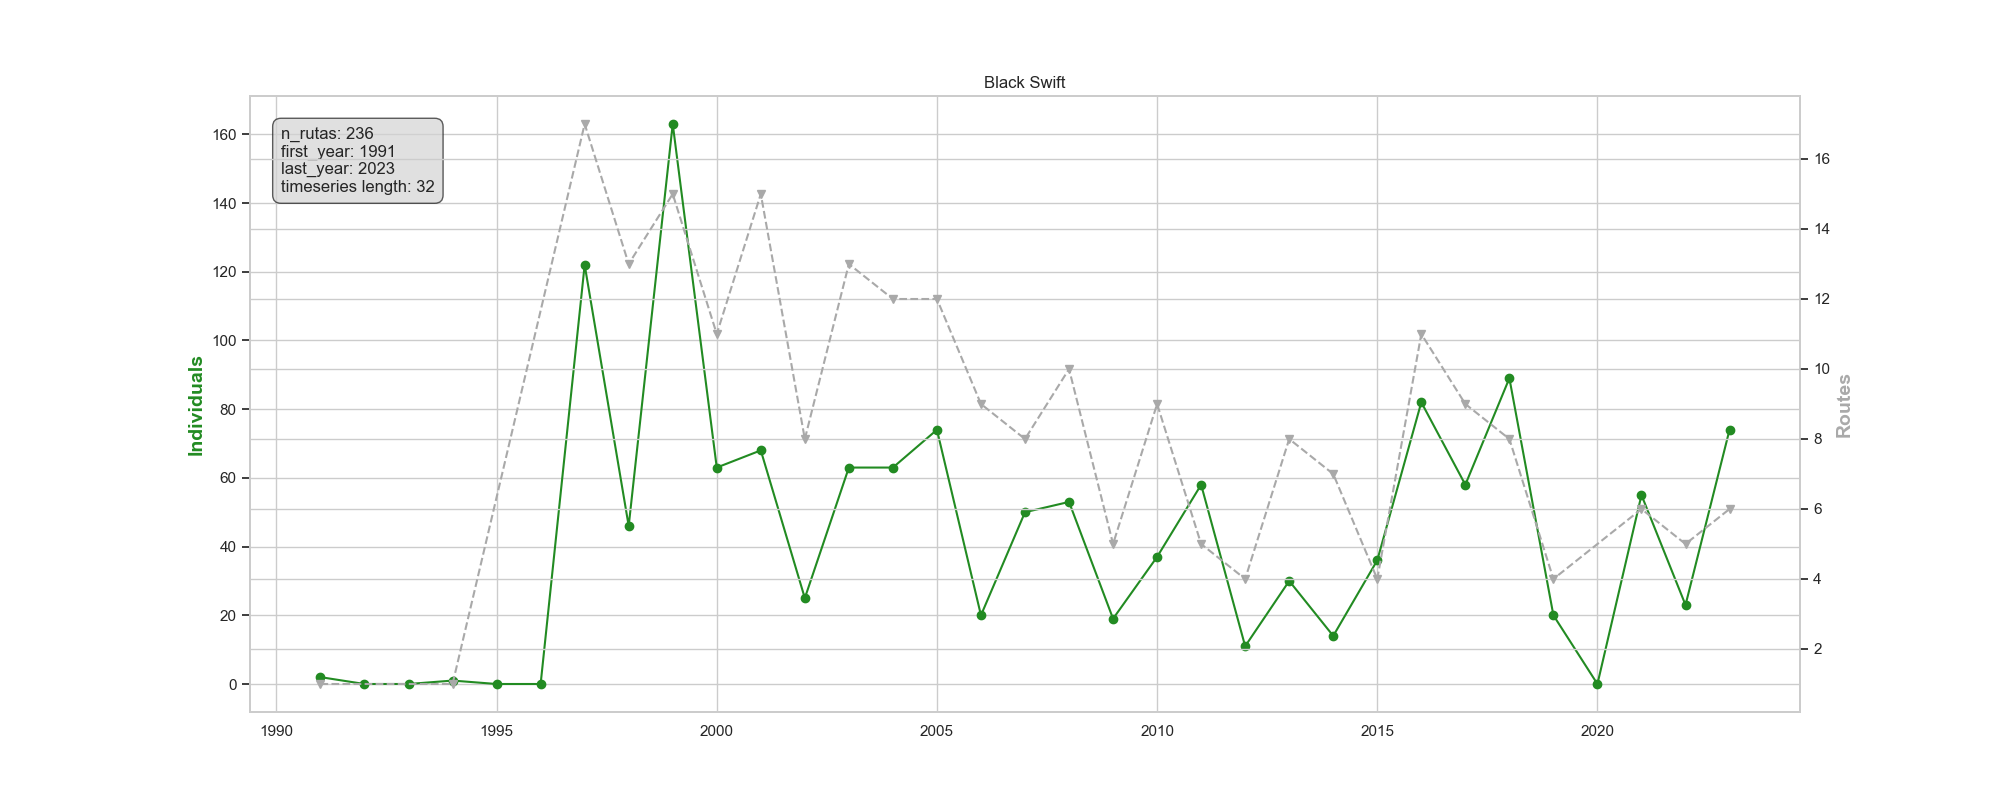 Black Swift
n_rutas: 236
first_year: 1991
last_year: 2023
timeseries length: 32
Individuals
160
140
120
100
80
60
40
20
0
16
14
12
10
8
6
4
2
Routes
1990 1995 2000 2005 2010 2015 2020